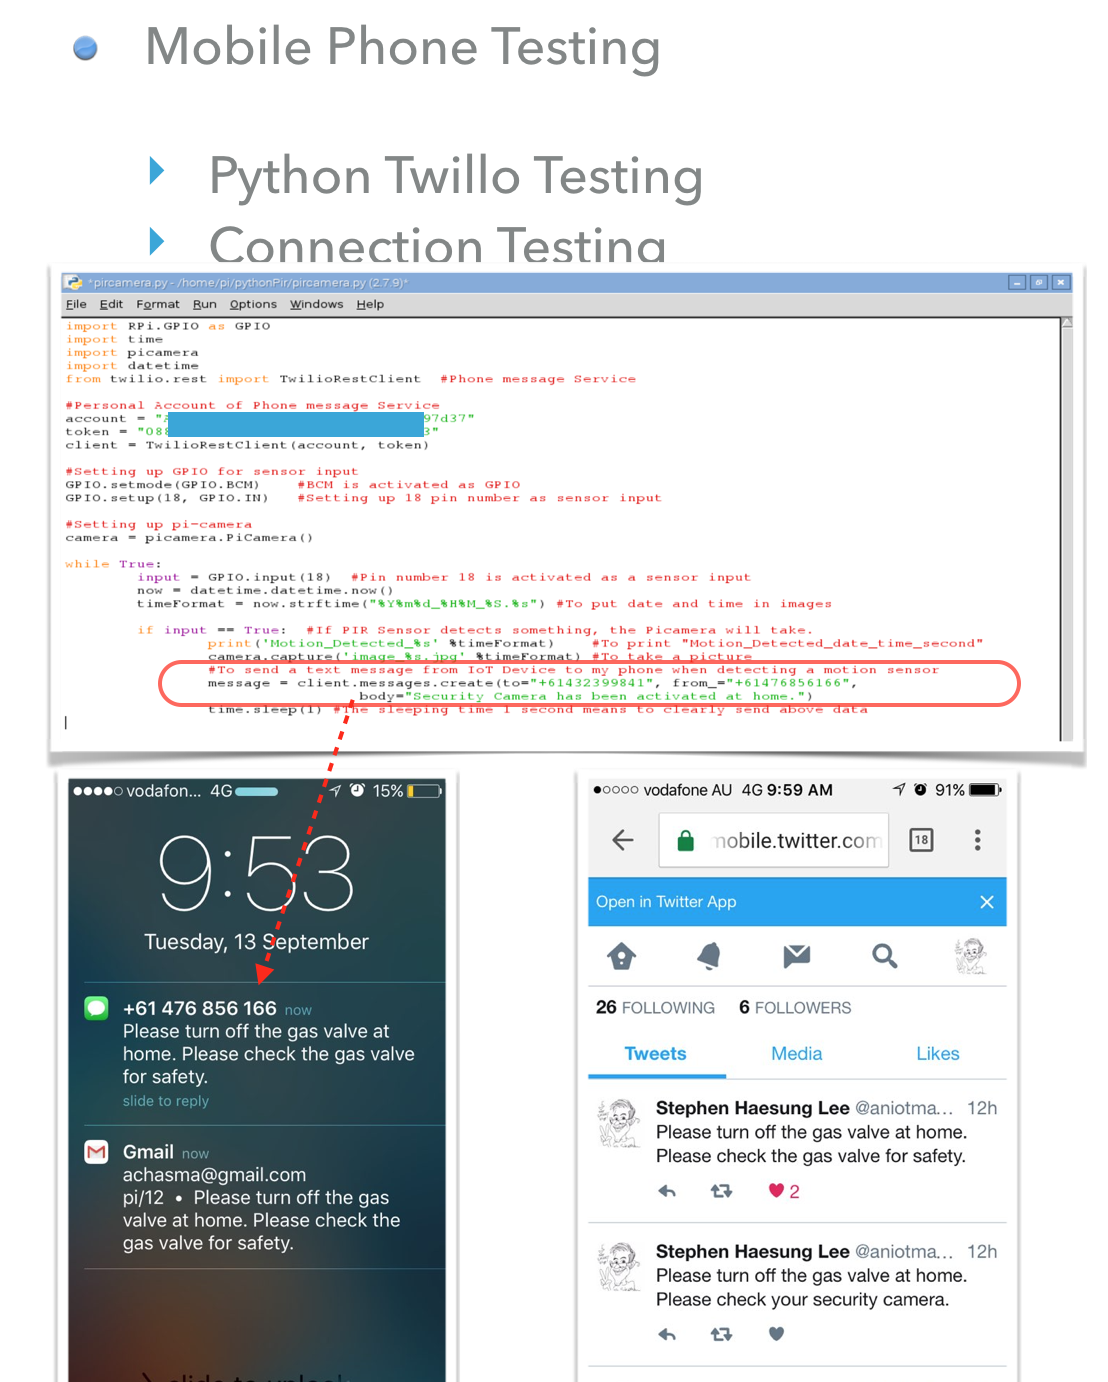 Mobile Phone Testing
Python Twillo Testing
Connection Testing
*pircamera.py - /home/pi/pythonPir/pircamera.py (2.7.9)*
File Edit Format Run Options Windows Help
import RPi.GPIO as GPIO
import time
import picamera
import datetime
from twilio.rest import TwilioRestClient #Phone message Service
#Personal Account of Phone message Service
account = "A 97d37"
token = "088 3"
client = TwilioRestClient(account, token)
#Setting up GPIO for sensor input
GPIO.setmode(GPIO.BCM) #BCM is activated as GPIO
GPIO.setup(18, GPIO.IN) #Setting up 18 pin number as sensor input
#Setting up pi-camera
camera = picamera.PiCamera()
while True:
input = GPIO.input(18) #Pin number 18 is activated as a sensor input
now = datetime.datetime.now()
timeFormat = now.strftime("%Y%m%d_%H%M_%S.%s") #To put date and time in images
if input == True: #If PIR Sensor detects something, the Picamera will take.
print('Motion_Detected_%s' %timeFormat) #To print "Motion_Detected_date_time_second"
camera.capture('image_%s.jpg' %timeFormat) #To take a picture
#To send a text message from IoT Device to my phone when detecting a motion sensor
message = client.messages.create(to="+61432399841", from_="+61476856166",
body="Security Camera has been activated at home.")
time.sleep(1) #The sleeping time 1 second means to clearly send above data
vodafon... 4G 15%
9:53
Tuesday, 13 September
+61 476 856 166 now
Please turn off the gas valve at
home. Please check the gas valve
for safety.
slide to reply
Gmail now
achasma@gmail.com
pi/12 • Please turn off the gas
valve at home. Please check the
gas valve for safety.
slide to unlock
vodafone AU 4G 9:59 AM 91%
mobile.twitter.com 18
Open in Twitter App
26 FOLLOWING 6 FOLLOWERS
Tweets Media Likes
Stephen Haesung Lee @aniotma... 12h
Please turn off the gas valve at home.
Please check the gas valve for safety.
2
Stephen Haesung Lee @aniotma... 12h
Please turn off the gas valve at home.
Please check your security camera.